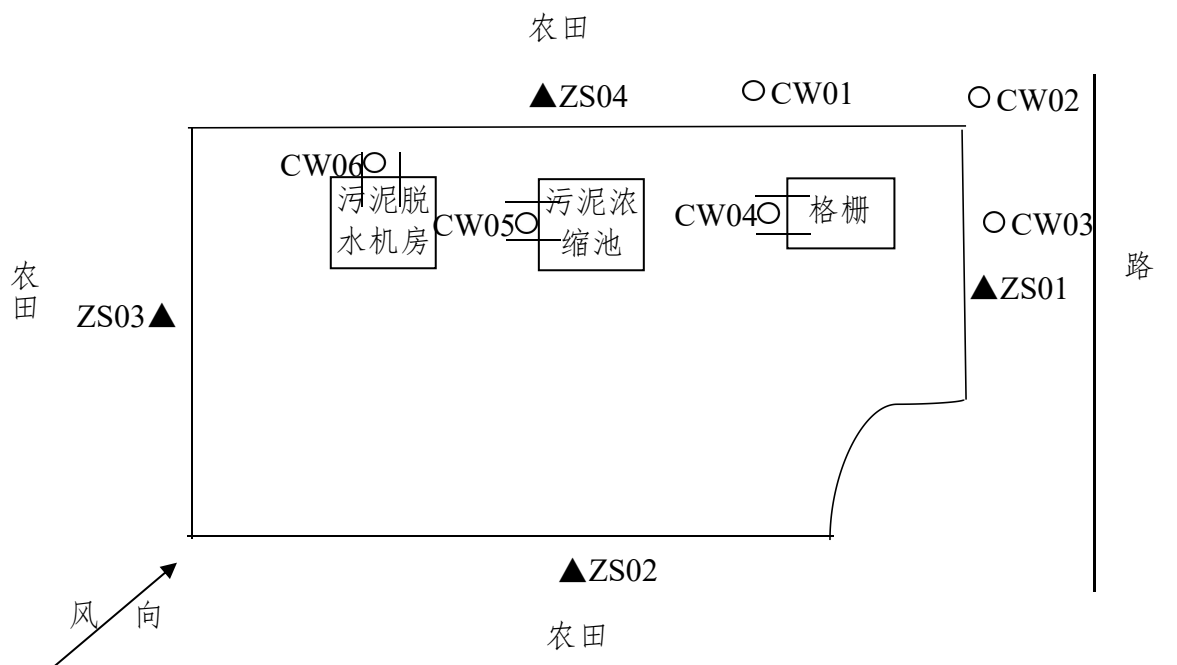 农田
▲ZS04
○CW01
○CW02
CW06○
污泥脱
水机房
CW05○
污泥浓
缩池
CW04○
格栅
○CW03
农
田
路
ZS03▲
▲ZS01
▲ZS02
风向
农田